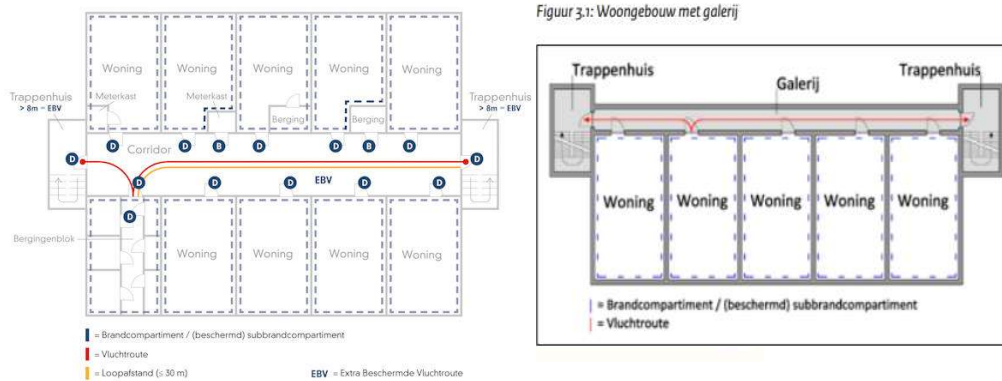 Woning Woning Woning Woning Woning
Trappenhuis
> 8m = EBV
Meterkast
Meterkast
Berging
Berging
Trappenhuis
> 8m = EBV
D
D
B
D
D
B
D
Corridor
D
D
D
D
D
EBV
D
D
D
Bergingenblok
Woning Woning Woning Woning
= Brandcompartiment / (beschermd) subbrandcompartiment
= Vluchtroute
= Loopafstand (≤ 30 m)
EBV = Extra Beschermde Vluchtroute
Figuur 3.1: Woongebouw met galerij
Trappenhuis
Galerij
Trappenhuis
Woning Woning Woning Woning Woning
= Brandcompartiment / (beschermd) subbrandcompartiment
= Vluchtroute